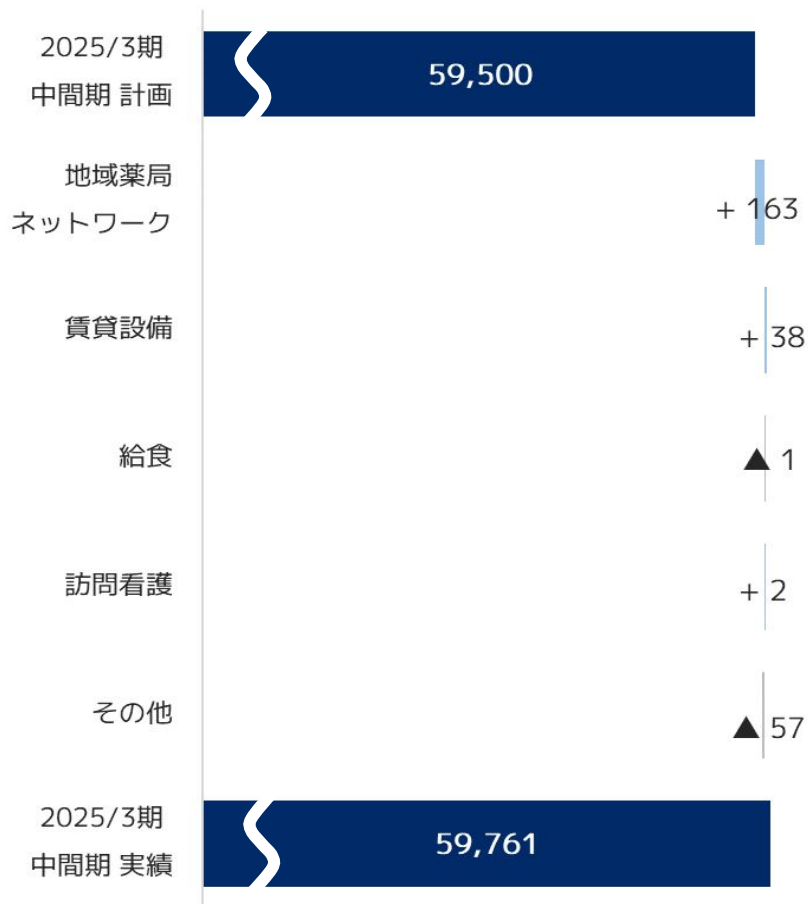 2025/3期
中間期 計画
59,500
地域薬局
ネットワーク
+ 163
賃貸設備
+ 38
給食
▲ 1
訪問看護
+ 2
その他
▲ 57
2025/3期
中間期 実績
59,761